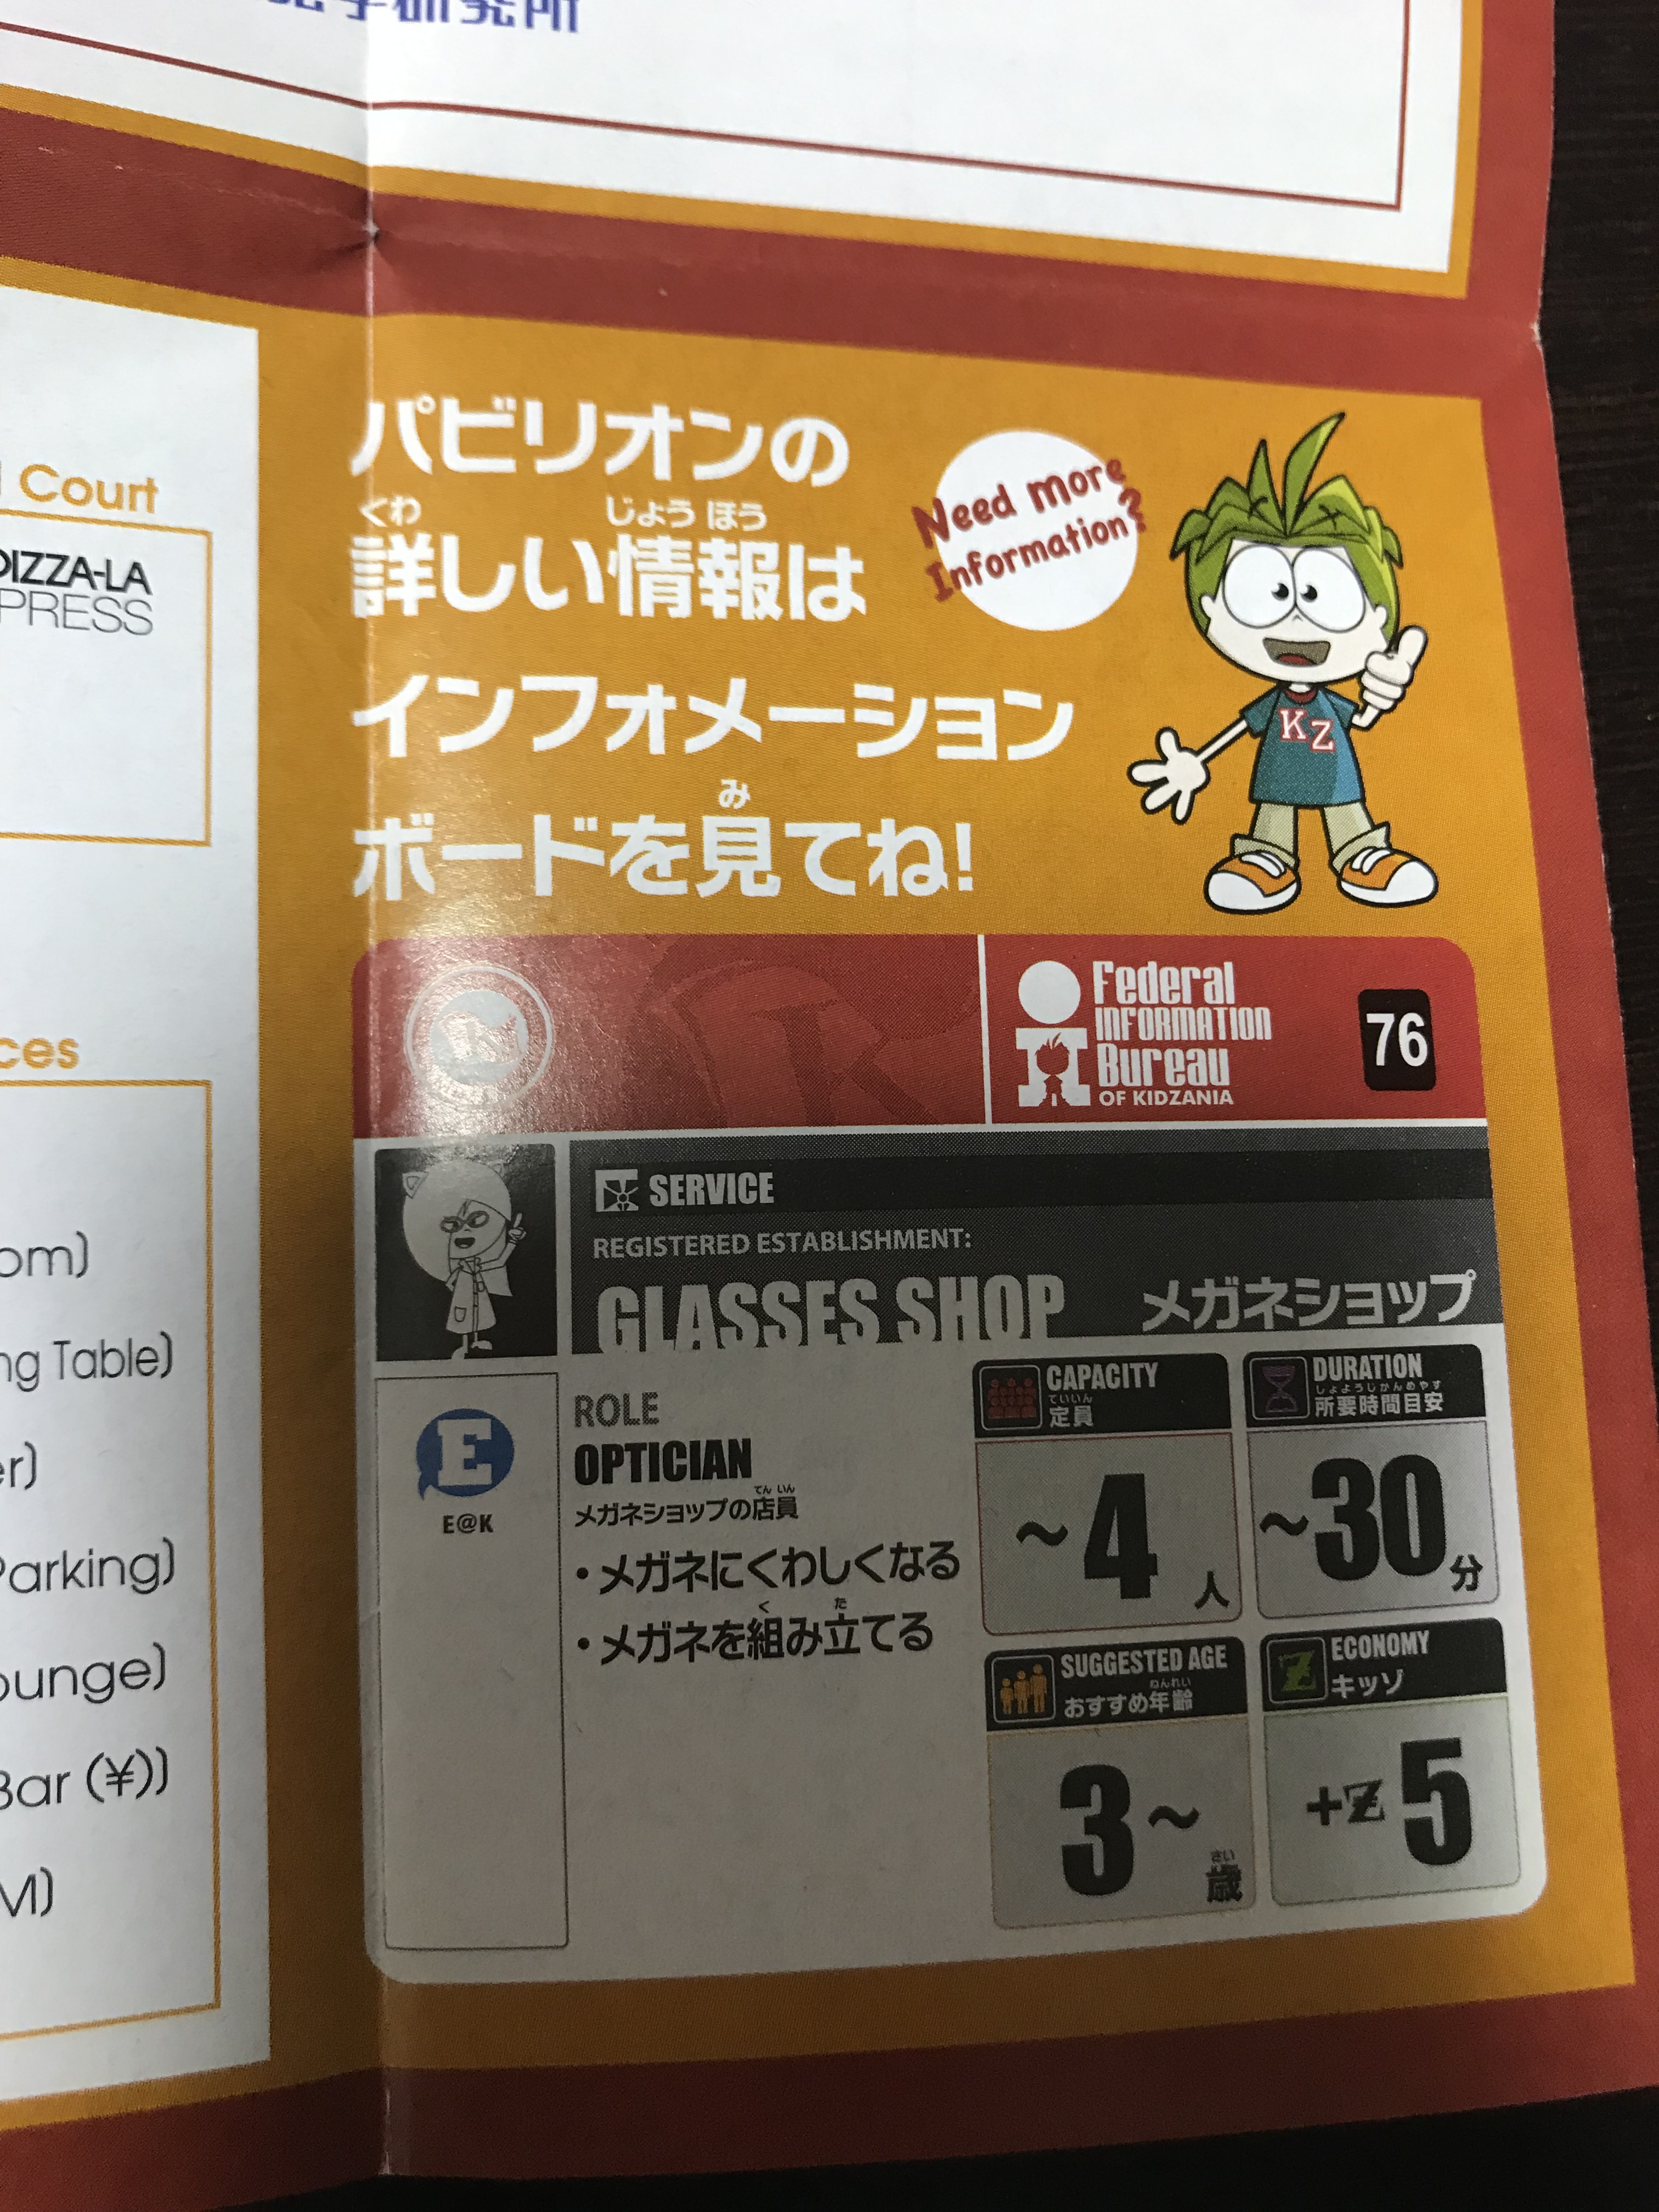 学研究所
Court
PIZZA-LA
PRESS
Table)
Parking)
Bar (¥))
パビリオンの
くわ じょう ほう
詳しい情報は
インフォメーション
み
ボードを見てね!
Need more
Information?
KZ
Federal
INFORMATION
Bureau
OF KIDZANIA
76
SERVICE
REGISTERED ESTABLISHMENT:
GLASSES SHOP メガネショップ
E
E@K
ROLE
OPTICIAN
てん いん
メガネショップの店員
・メガネにくわしくなる
く た
・メガネを組み立てる
CAPACITY
ていいん
定員
~4人
DURATION
しょようじかんめやす
所要時間目安
~30分
SUGGESTED AGE
ねんれい
おすすめ年齢
3~
さい
歳
ECONOMY
キッゾ
+Z 5